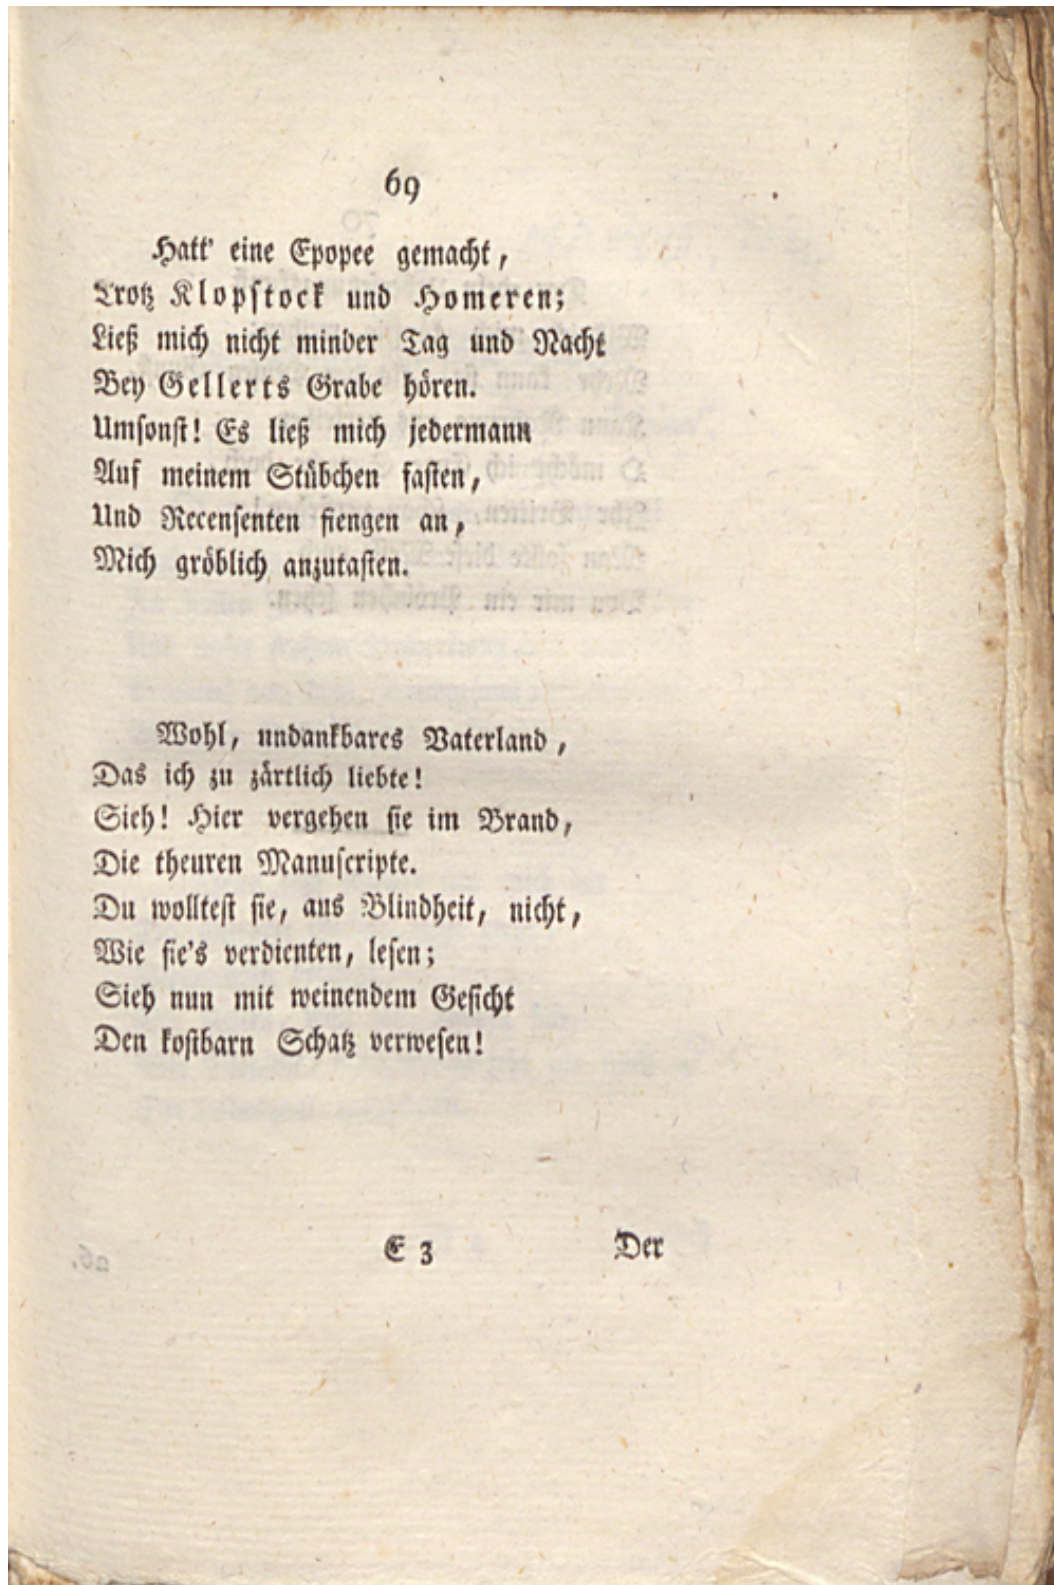 69
Hatt' eine Epopee gemacht,
Trotz Klopstock und Homeren;
Ließ mich nicht minder Tag und Nacht
Bey Gellerts Grabe hören.
Umsonst! Es ließ mich jedermann
Auf meinem Stübchen fasten,
Und Recensenten fiengen an,
Mich gröblich anzutasten.
Wohl, undankbares Vaterland,
Das ich zu zärtlich liebte!
Sieh! Hier vergehen sie im Brand,
Die theuren Manuscripte.
Du wolltest sie, aus Blindheit, nicht,
Wie sie's verdienten, lesen;
Sieh nun mit weinendem Gesicht
Den kostbarn Schatz verwesen!
E 3 Der